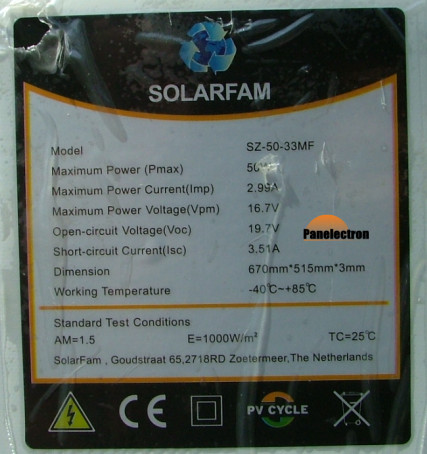 SOLARFAM
Model SZ-50-33MF
Maximum Power (Pmax) 50W
Maximum Power Current(Imp) 2.99A
Maximum Power Voltage(Vpm) 16.7V
Open-circuit Voltage(Voc) 19.7V
Panelectron
Short-circuit Current(Isc) 3.51A
Dimension 670mm*515mm*3mm
Working Temperature -40℃~+85℃
Standard Test Conditions
AM=1.5 E=1000W/m² TC=25℃
SolarFam , Goudstraat 65,2718RD Zoetermeer,The Netherlands
CE PV CYCLE